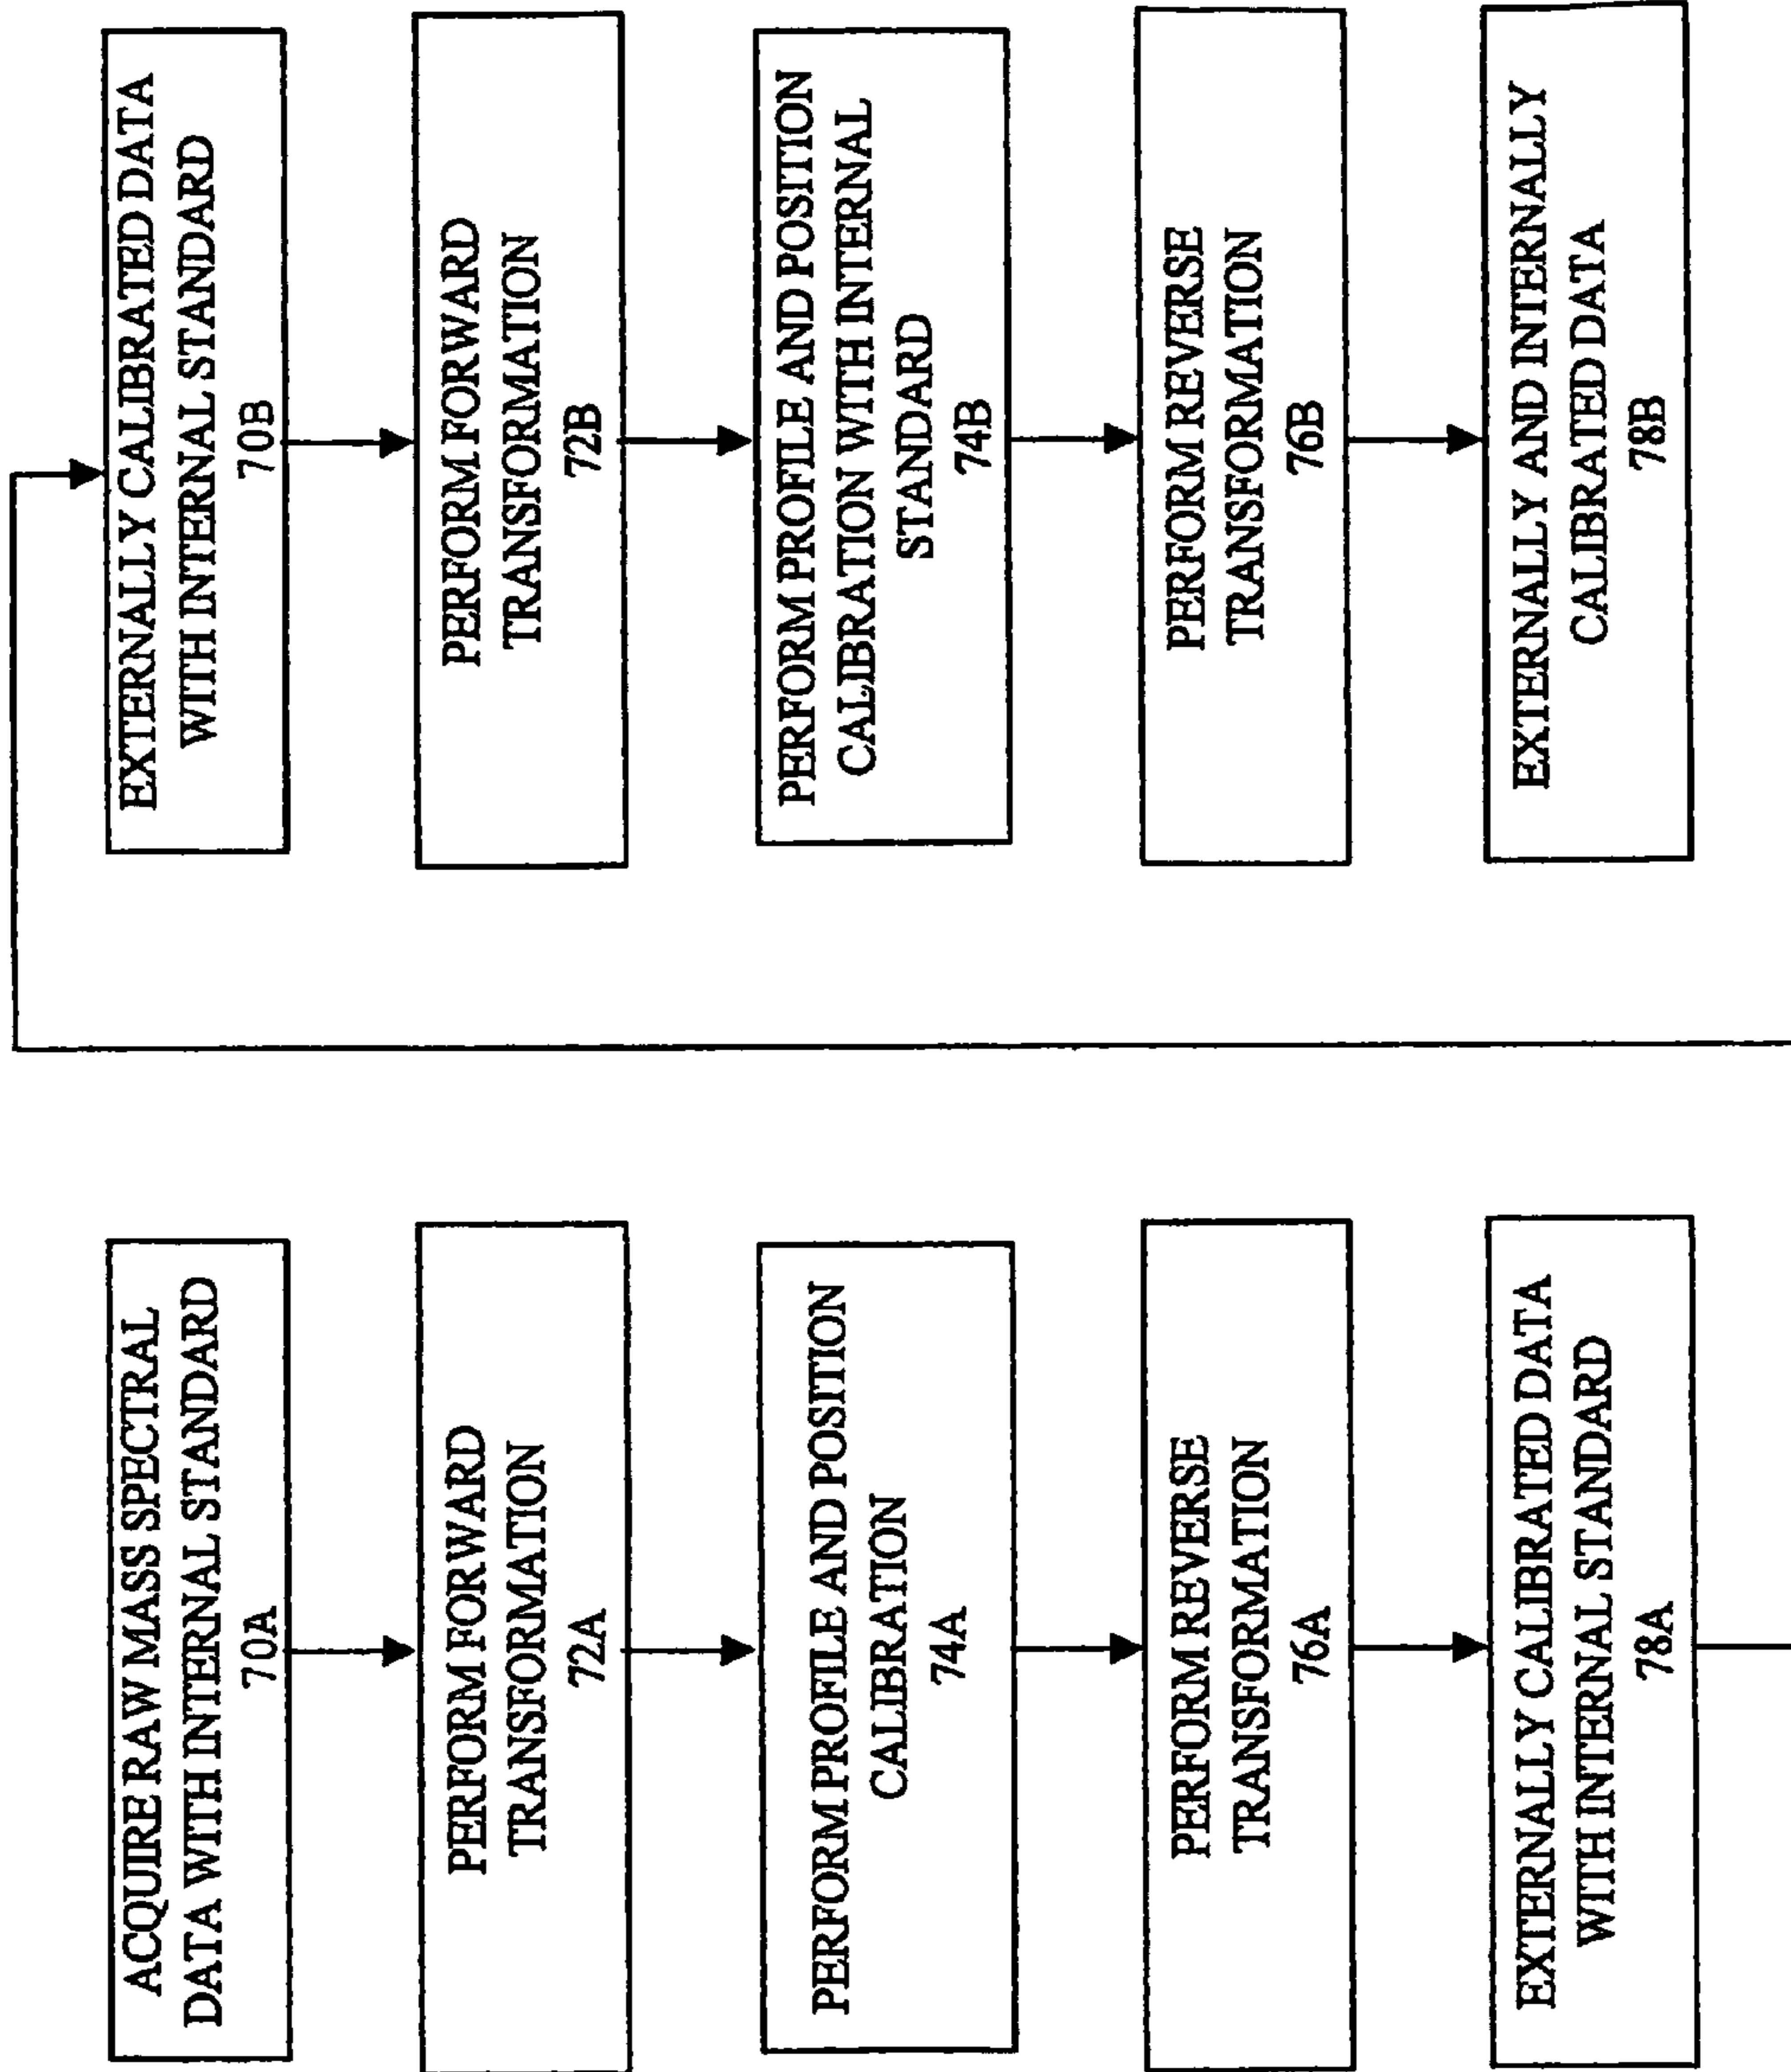 ACQUIRE RAW MASS SPECTRAL
DATA WITH INTERNAL STANDARD
70A
PERFORM FORWARD
TRANSFORMATION
72A
PERFORM PROFILE AND POSITION
CALIBRATION
74A
PERFORM REVERSE
TRANSFORMATION
76A
EXTERNALLY CALIBRATED DATA
WITH INTERNAL STANDARD
78A
EXTERNALLY CALIBRATED DATA
WITH INTERNAL STANDARD
70B
PERFORM FORWARD
TRANSFORMATION
72B
PERFORM PROFILE AND POSITION
CALIBRATION WITH INTERNAL
STANDARD
74B
PERFORM REVERSE
TRANSFORMATION
76B
EXTERNALLY AND INTERNALLY
CALIBRATED DATA
78B